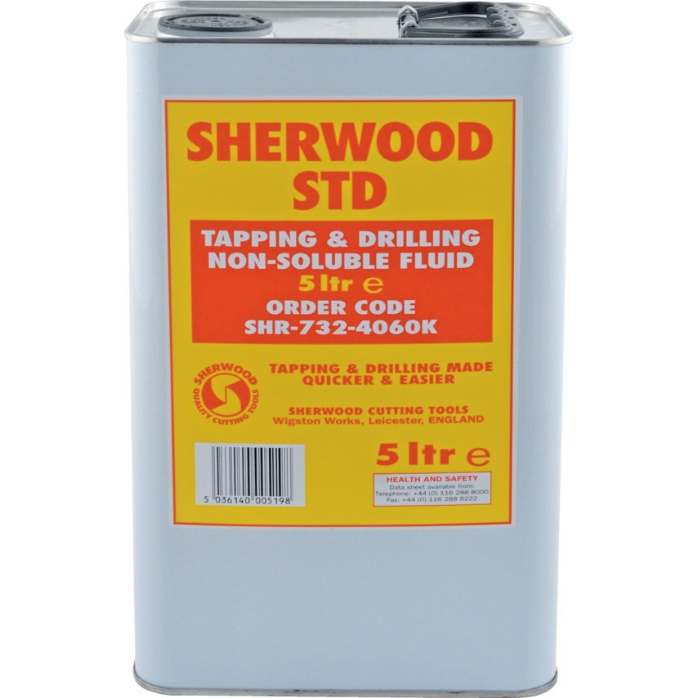 SHERWOOD
STD
TAPPING & DRILLING
NON-SOLUBLE FLUID
5 ltr e
ORDER CODE
SHR-732-4060K
SHERWOOD
QUALITY CUTTING TOOLS
TAPPING & DRILLING MADE
QUICKER & EASIER
SHERWOOD CUTTING TOOLS
Wigston Works, Leicester, ENGLAND
5 ltr e
5 036140 005198
HEALTH AND SAFETY
Data sheet available from:
Telephone: +44 (0) 116 288 8000
Fax: +44 (0) 116 288 8222